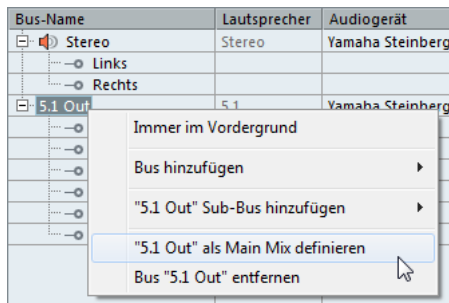 Bus-Name Lautsprecher Audiogerät
Stereo Stereo Yamaha Steinberg
Links
Rechts
5.1 Out 5.1 Yamaha Steinberg
Immer im Vordergrund
Bus hinzufügen
"5.1 Out" Sub-Bus hinzufügen
"5.1 Out" als Main Mix definieren
Bus "5.1 Out" entfernen